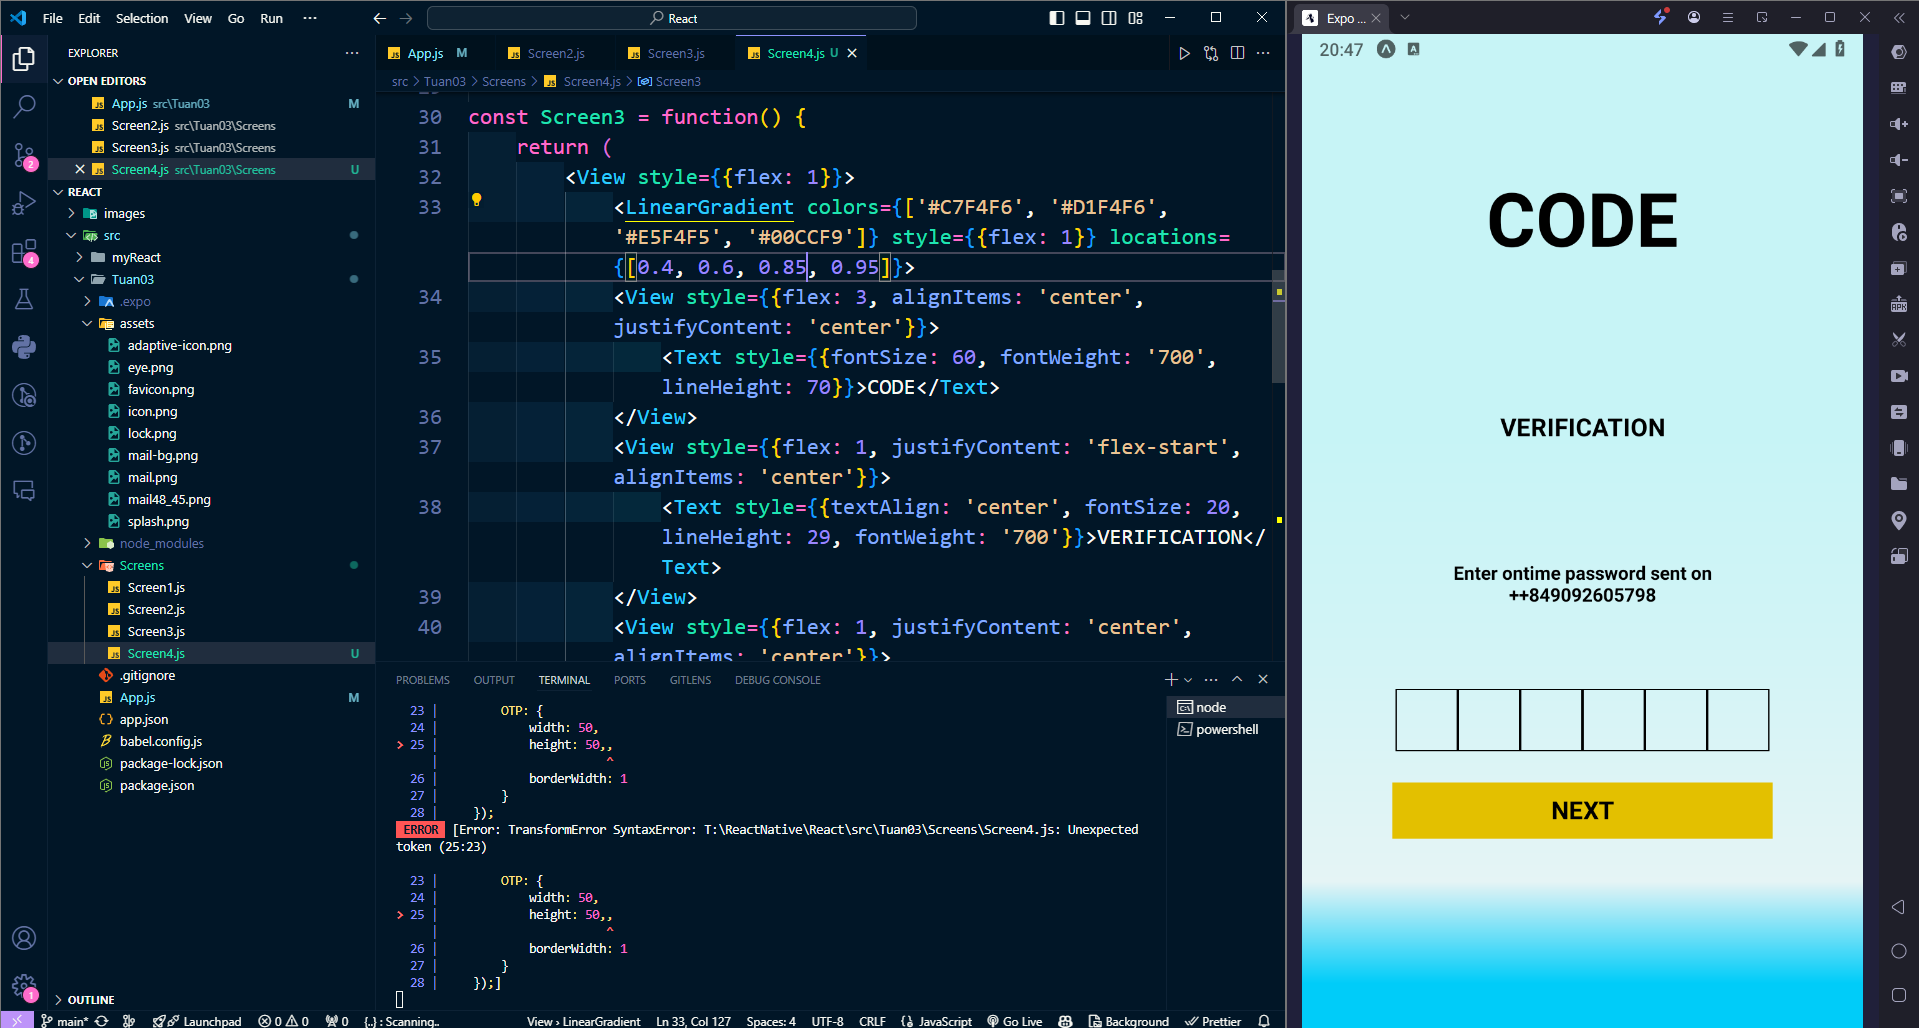 File Edit Selection View Go Run ···
React
Expo ...
EXPLORER
OPEN EDITORS
App.js src\Tuan03 M
Screen2.js src\Tuan03\Screens
Screen3.js src\Tuan03\Screens
Screen4.js src\Tuan03\Screens U
REACT
images
src
myReact
Tuan03
.expo
assets
adaptive-icon.png
eye.png
favicon.png
icon.png
lock.png
mail-bg.png
mail.png
mail48_45.png
splash.png
node_modules
Screens
Screen1.js
Screen2.js
Screen3.js
Screen4.js U
.gitignore
App.js M
app.json
babel.config.js
package-lock.json
package.json
OUTLINE
2
4
1
App.js M
Screen2.js
Screen3.js
Screen4.js U
src > Tuan03 > Screens > Screen4.js > Screen3
30 const Screen3 = function() {
31 return (
32 <View style={{flex: 1}}>
33 <LinearGradient colors={['#C7F4F6', '#D1F4F6',
'#E5F4F5', '#00CCF9']} style={{flex: 1}} locations=
{[0.4, 0.6, 0.85, 0.95]}>
34 <View style={{flex: 3, alignItems: 'center',
justifyContent: 'center'}}>
35 <Text style={{fontSize: 60, fontWeight: '700',
lineHeight: 70}}>CODE</Text>
36 </View>
37 <View style={{flex: 1, justifyContent: 'flex-start',
alignItems: 'center'}}>
38 <Text style={{textAlign: 'center', fontSize: 20,
lineHeight: 29, fontWeight: '700'}}>VERIFICATION</
Text>
39 </View>
40 <View style={{flex: 1, justifyContent: 'center',
alignItems: 'center'}}>
PROBLEMS OUTPUT TERMINAL PORTS GITLENS DEBUG CONSOLE
23 | OTP: {
24 | width: 50,
> 25 | height: 50,,
| ^
26 | borderWidth: 1
27 | }
28 | });
ERROR [Error: TransformError SyntaxError: T:\ReactNative\React\src\Tuan03\Screens\Screen4.js: Unexpected
token (25:23)
23 | OTP: {
24 | width: 50,
> 25 | height: 50,,
| ^
26 | borderWidth: 1
27 | }
28 | });]
node
powershell
main* Launchpad 0 0 0 {..} : Scanning.. View › LinearGradient Ln 33, Col 127 Spaces: 4 UTF-8 CRLF JavaScript Go Live Background Prettier
20:47
CODE
VERIFICATION
Enter ontime password sent on
++849092605798
NEXT